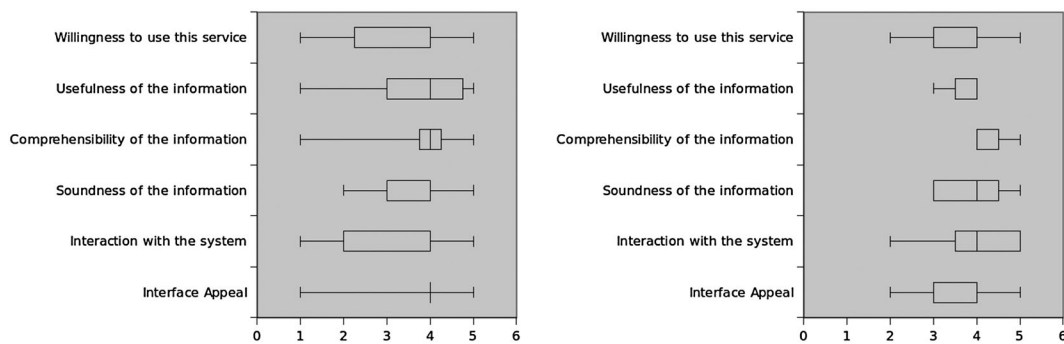 Willingness to use this service
Usefulness of the information
Comprehensibility of the information
Soundness of the information
Interaction with the system
Interface Appeal
0 1 2 3 4 5 6
Willingness to use this service
Usefulness of the information
Comprehensibility of the information
Soundness of the information
Interaction with the system
Interface Appeal
0 1 2 3 4 5 6